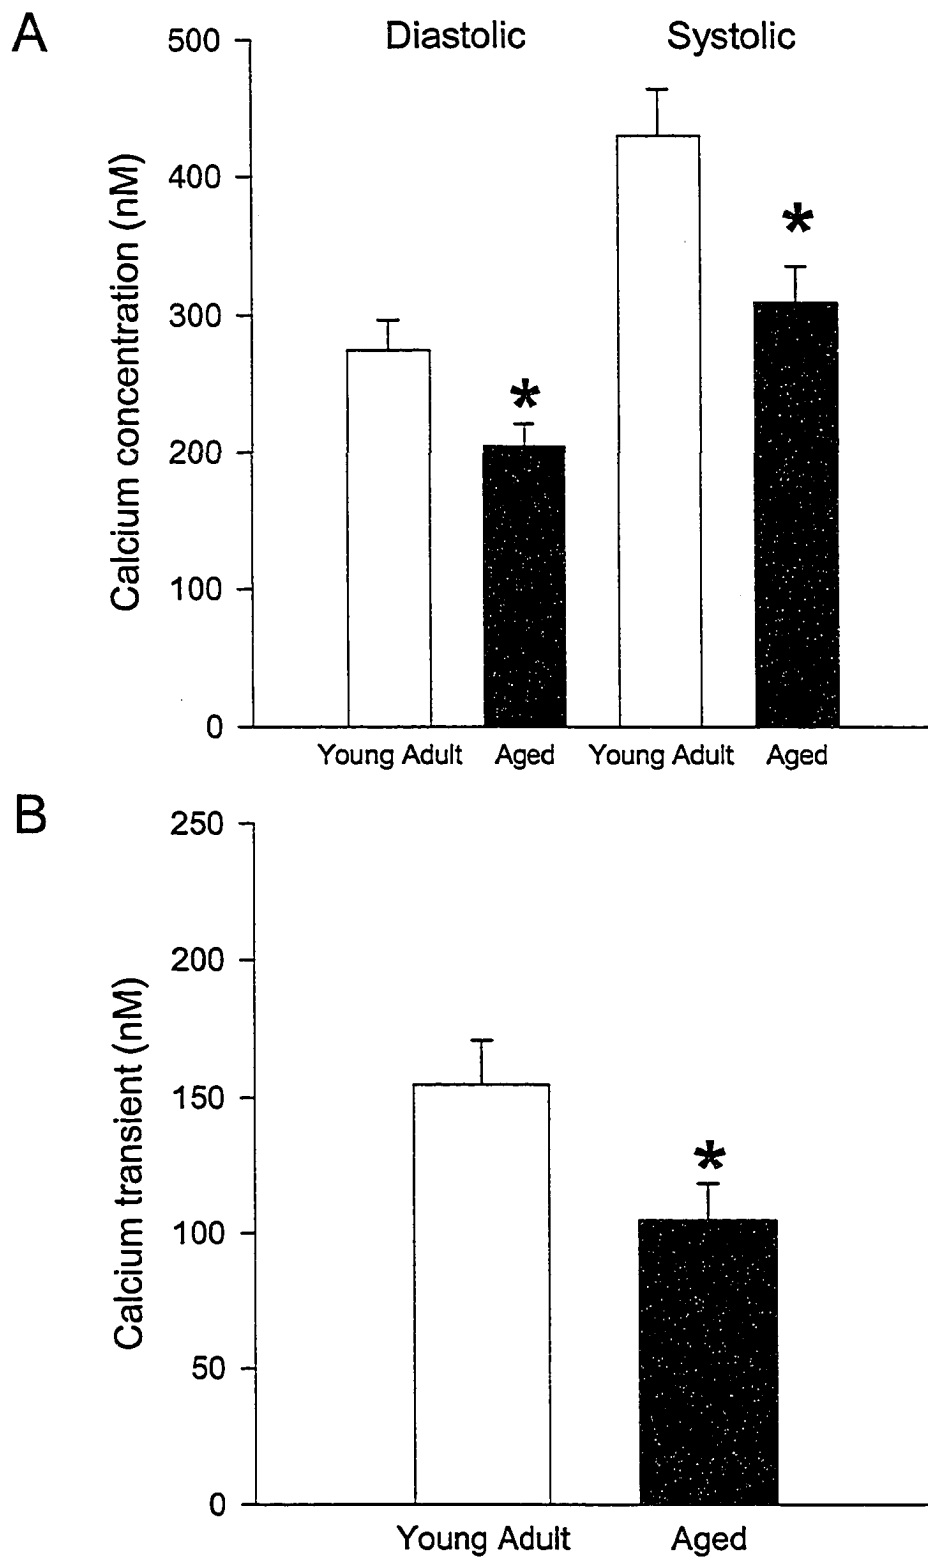 A
Diastolic Systolic
500
400
300
200
100
0
Calcium concentration (nM)
*
*
Young Adult Aged Young Adult Aged
B
250
200
150
100
50
0
Calcium transient (nM)
*
Young Adult Aged